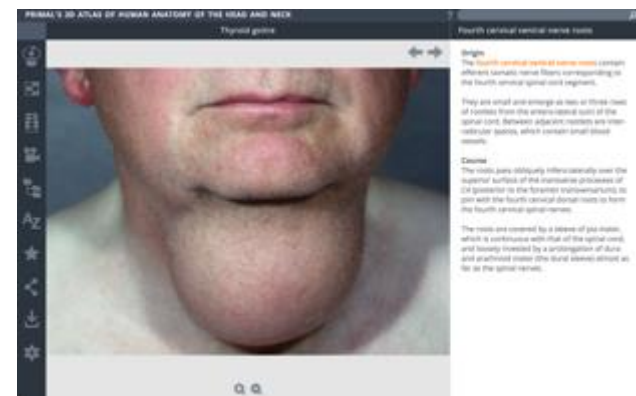 PRIMAL'S 3D ATLAS OF HUMAN ANATOMY OF THE HEAD AND NECK
?
Thyroid goitre
Fourth cervical ventral nerve roots
AZ
Origin
The fourth cervical ventral nerve roots contain
efferent somatic nerve fibers corresponding to
the fourth cervical spinal cord segment.
They are small and emerge as two or three rows
of rootlets from the antero-lateral sulci of the
spinal cord. Between adjacent rootlets are inter-
radicular spaces, which contain small blood
vessels.
Course
The roots pass obliquely inferolaterally over the
superior surface of the transverse processes of
C4 (posterior to the foramen transversarium), to
join with the fourth cervical dorsal roots to form
the fourth cervical spinal nerves.
The roots are covered by a sleeve of pia mater,
which is continuous with that of the spinal cord,
and loosely invested by a prolongation of dura
and arachnoid mater (the dural sleeve) almost as
far as the spinal nerves.